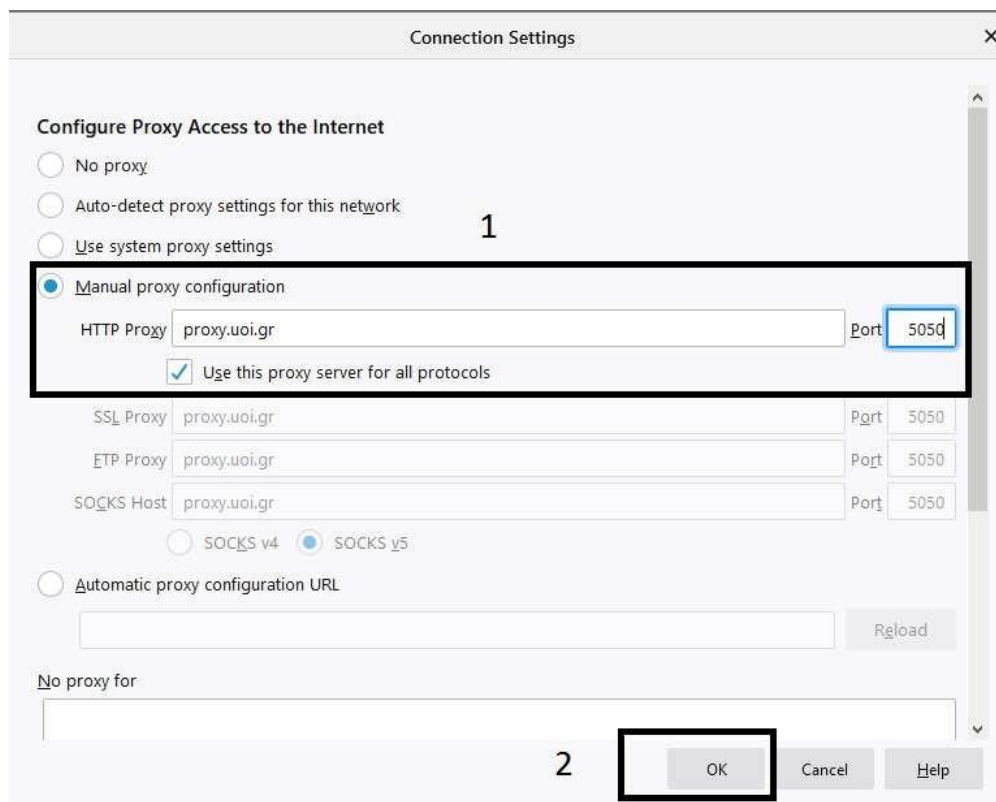 Connection Settings
Configure Proxy Access to the Internet
No proxy
Auto-detect proxy settings for this network
1
Use system proxy settings
Manual proxy configuration
HTTP Proxy proxy.uoi.gr Port 5050
Use this proxy server for all protocols
SSL Proxy proxy.uoi.gr Port 5050
FTP Proxy proxy.uoi.gr Port 5050
SOCKS Host proxy.uoi.gr Port 5050
SOCKS v4 SOCKS v5
Automatic proxy configuration URL
Reload
No proxy for
2 OK Cancel Help